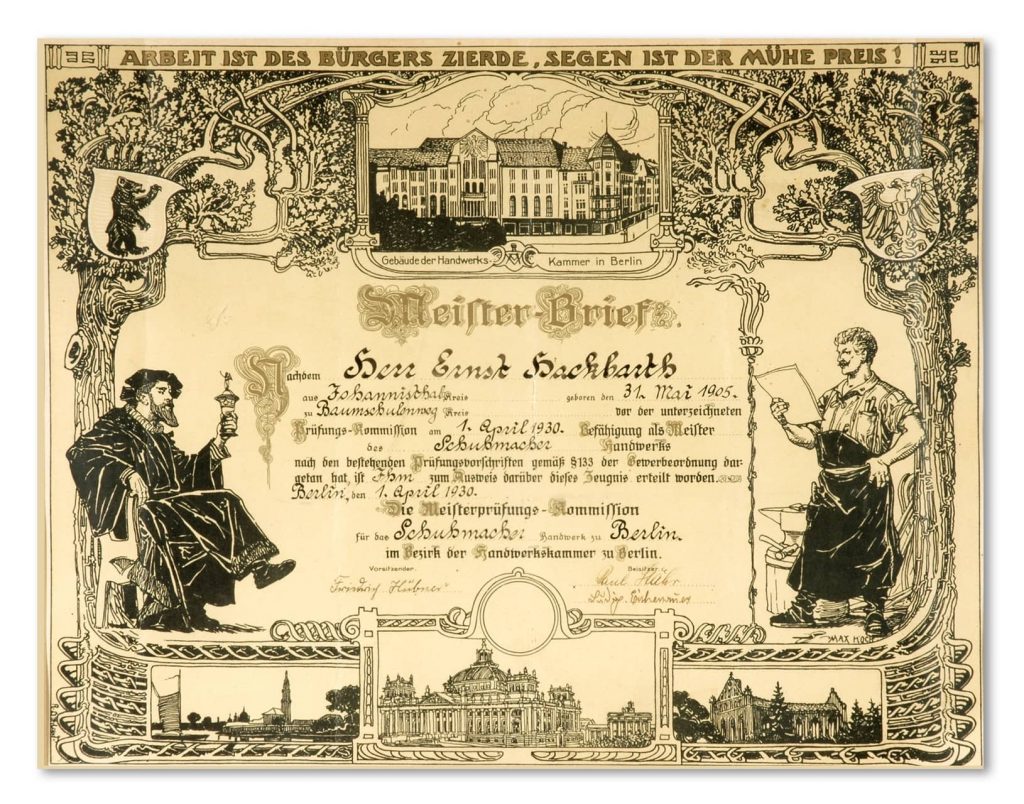 ARBEIT IST DES BÜRGERS ZIERDE, SEGEN IST DER MÜHE PREIS!
Gebäude der Handwerks- Kammer in Berlin
Meister-Brief.
Nachdem Herr Ernst Hackbarth
aus Johannisthal Kreis geboren den 31. Mai 1905.
zu Baumschulenweg Kreis vor der unterzeichneten
Prüfungs-Kommission am 1. April 1930. Befähigung als Meister
des Schuhmacher Handwerks
nach den bestehenden Prüfungsvorschriften gemäß §133 der Gewerbeordnung dar-
getan hat, ist Ihm zum Ausweis darüber dieses Zeugnis erteilt worden.
Berlin, den 1. April 1930.
Die Meisterprüfungs-Kommission
für das Schuhmacher Handwerk zu Berlin.
im Bezirk der Handwerkskammer zu Berlin.
Vorsitzender. Beisitzer.
Friedrich Hübner Paul
MAX KOCH